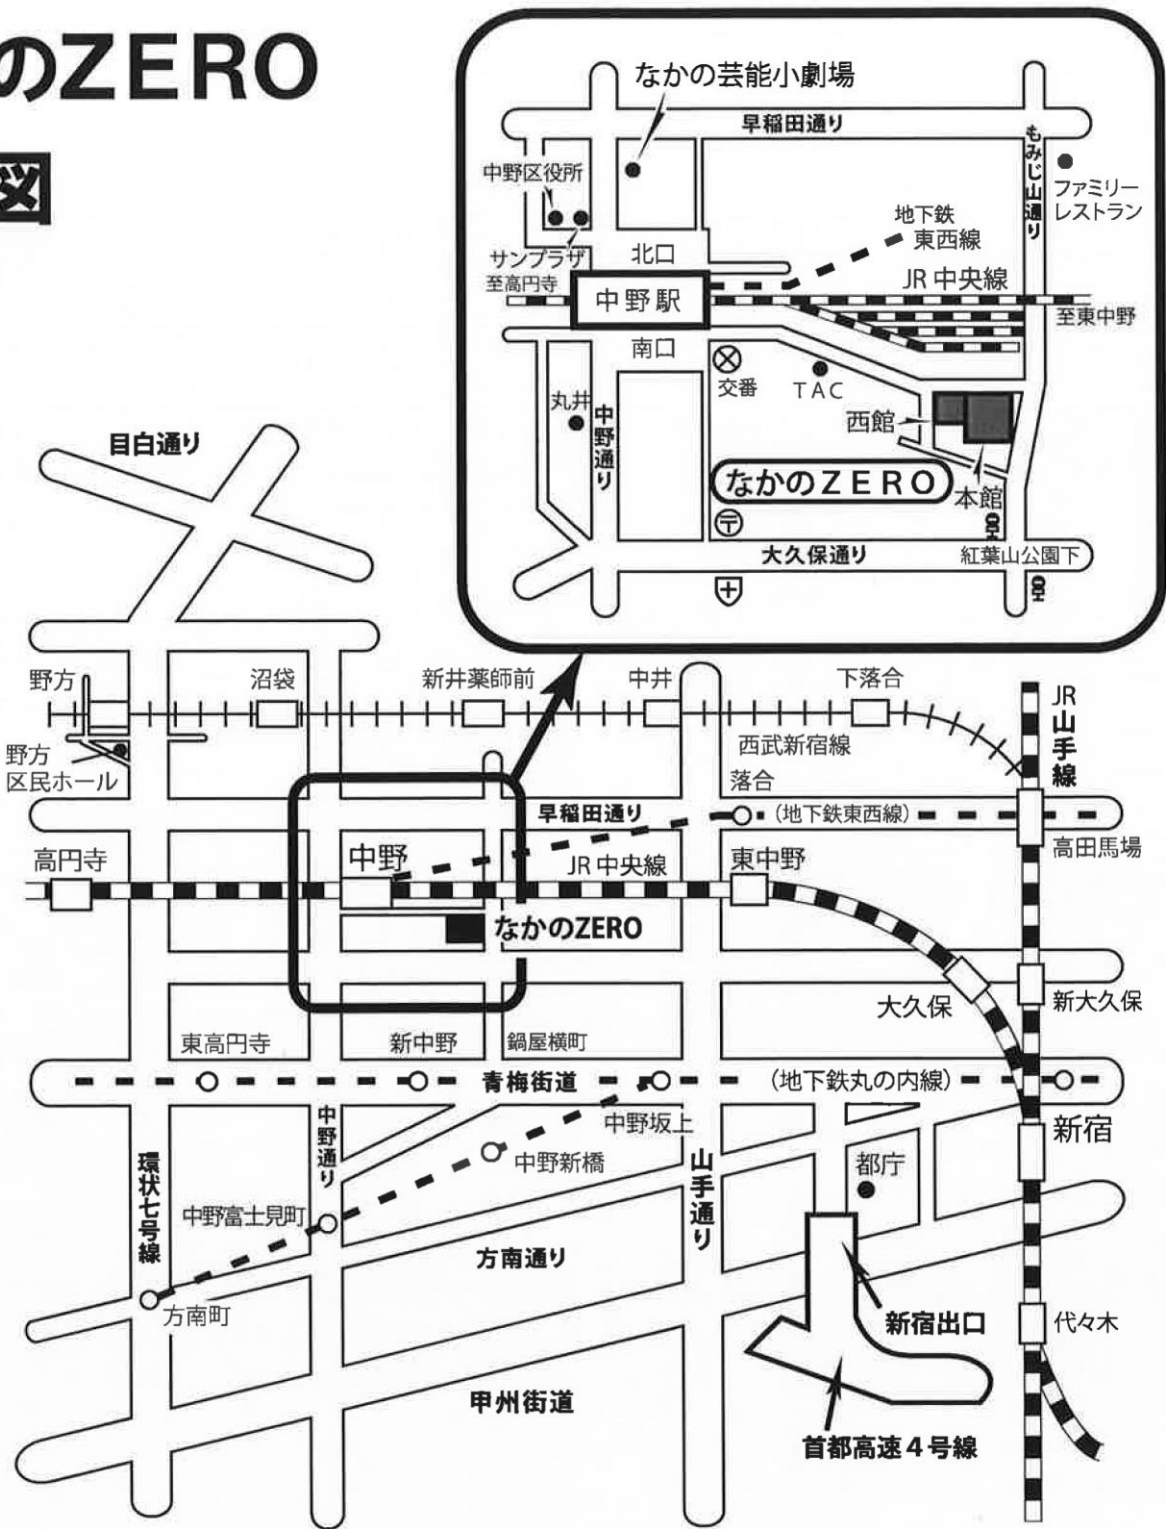 のZERO
図
なかの芸能小劇場
早稲田通り
もみじ山通り
中野区役所
ファミリー
レストラン
地下鉄
東西線
サンプラザ
北口
至高円寺
中野駅
JR 中央線
至東中野
南口
交番
TAC
丸井
中野通り
西館
なかのZERO
本館
大久保通り
紅葉山公園下
目白通り
野方
沼袋
新井薬師前
中井
下落合
JR
山手線
西武新宿線
野方
区民ホール
落合
早稲田通り
(地下鉄東西線)
高田馬場
高円寺
中野
JR 中央線
東中野
なかのZERO
大久保
新大久保
東高円寺
新中野
鍋屋横町
青梅街道
(地下鉄丸の内線)
中野通り
中野坂上
新宿
環状七号線
中野新橋
山手通り
都庁
中野富士見町
方南通り
方南町
新宿出口
代々木
甲州街道
首都高速4号線